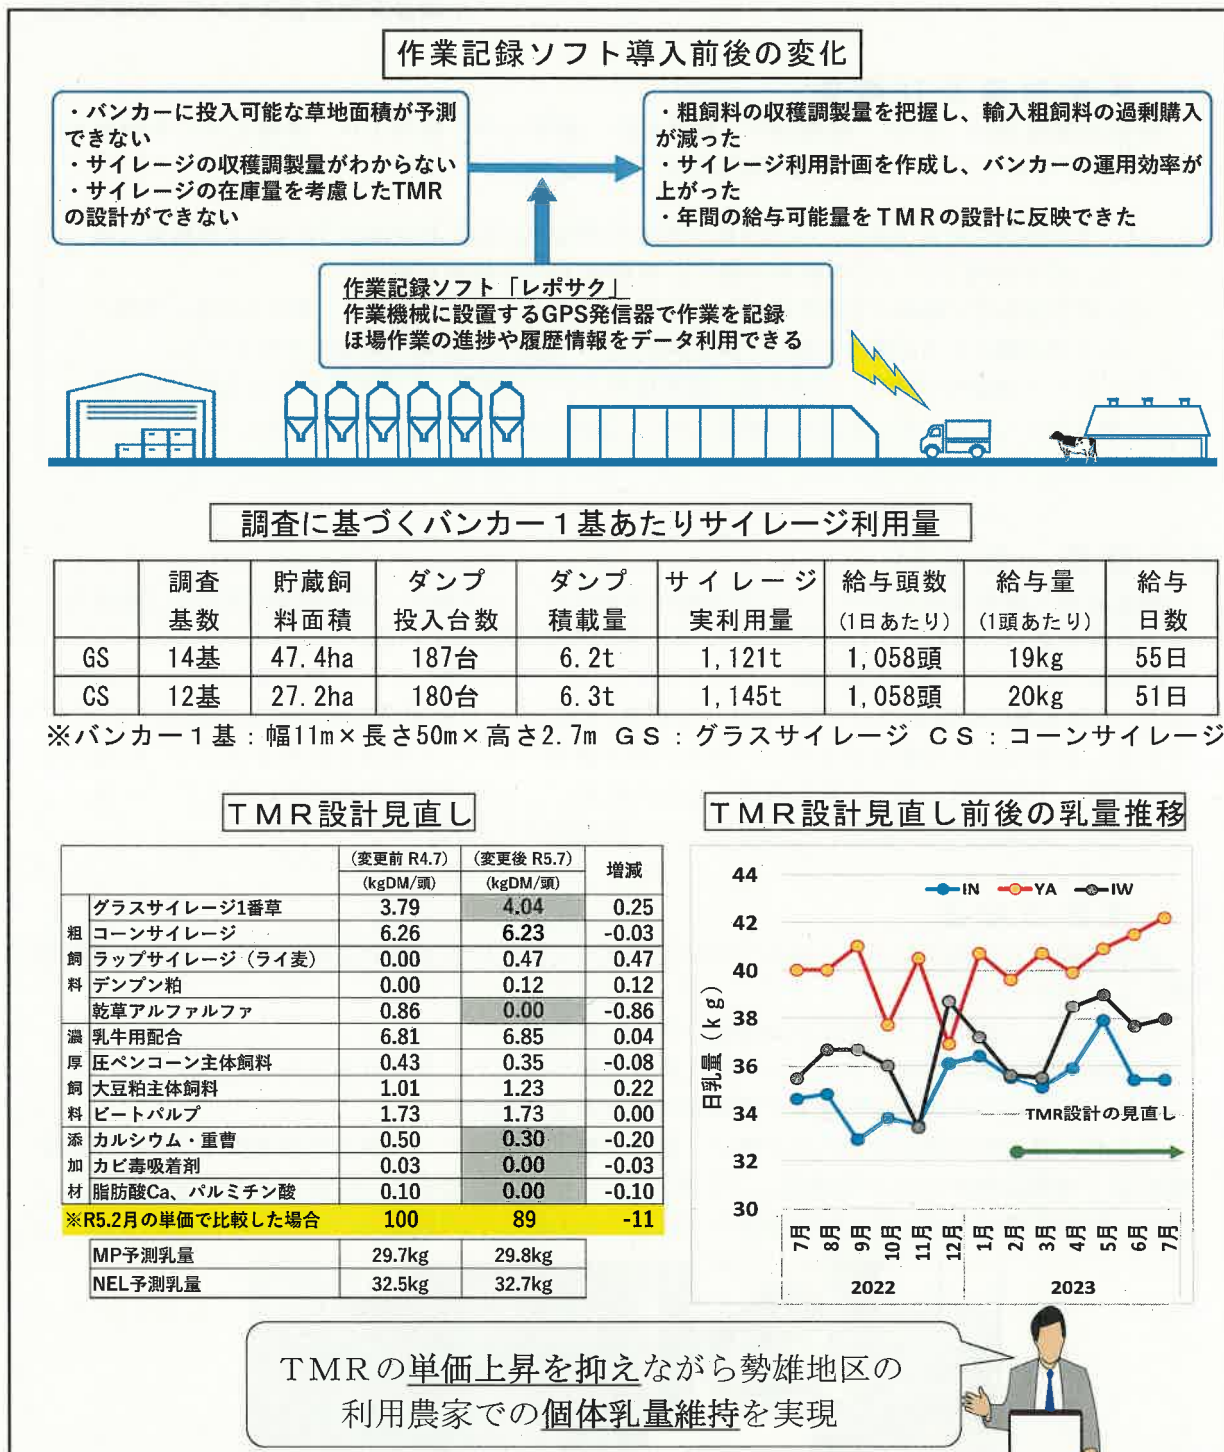 作業記録ソフト導入前後の変化
・バンカーに投入可能な草地面積が予測
できない
・サイレージの収穫調製量がわからない
・サイレージの在庫量を考慮したTMR
の設計ができない
・粗飼料の収穫調製量を把握し、輸入粗飼料の過剰購入
が減った
・サイレージ利用計画を作成し、バンカーの運用効率が
上がった
・年間の給与可能量をTMRの設計に反映できた
作業記録ソフト「レポサク」
作業機械に設置するGPS発信器で作業を記録
ほ場作業の進捗や履歴情報をデータ利用できる
調査に基づくバンカー1基あたりサイレージ利用量
調査基数 貯蔵飼料面積 ダンプ投入台数 ダンプ積載量 サイレージ実利用量 給与頭数(1日あたり) 給与量(1頭あたり) 給与日数
GS 14基 47.4ha 187台 6.2t 1,121t 1,058頭 19kg 55日
CS 12基 27.2ha 180台 6.3t 1,145t 1,058頭 20kg 51日
※バンカー1基:幅11m×長さ50m×高さ2.7m GS:グラスサイレージ CS:コーンサイレージ
TMR設計見直し
(変更前 R4.7) (変更後 R5.7) 増減
(kgDM/頭) (kgDM/頭)
粗飼料
グラスサイレージ1番草 3.79 4.04 0.25
コーンサイレージ 6.26 6.23 -0.03
ラップサイレージ(ライ麦) 0.00 0.47 0.47
デンプン粕 0.00 0.12 0.12
乾草アルファルファ 0.86 0.00 -0.86
濃厚飼料
乳牛用配合 6.81 6.85 0.04
圧ペンコーン主体飼料 0.43 0.35 -0.08
大豆粕主体飼料 1.01 1.23 0.22
ビートパルプ 1.73 1.73 0.00
添加材
カルシウム・重曹 0.50 0.30 -0.20
カビ毒吸着剤 0.03 0.00 -0.03
脂肪酸Ca、パルミチン酸 0.10 0.00 -0.10
※R5.2月の単価で比較した場合 100 89 -11
MP予測乳量 29.7kg 29.8kg
NEL予測乳量 32.5kg 32.7kg
TMR設計見直し前後の乳量推移
IN YA IW
日乳量(kg)
44
42
40
38
36
34
32
30
TMR設計の見直し
7月 8月 9月 10月 11月 12月 1月 2月 3月 4月 5月 6月 7月
2022 2023
TMRの単価上昇を抑えながら勢雄地区の
利用農家での個体乳量維持を実現